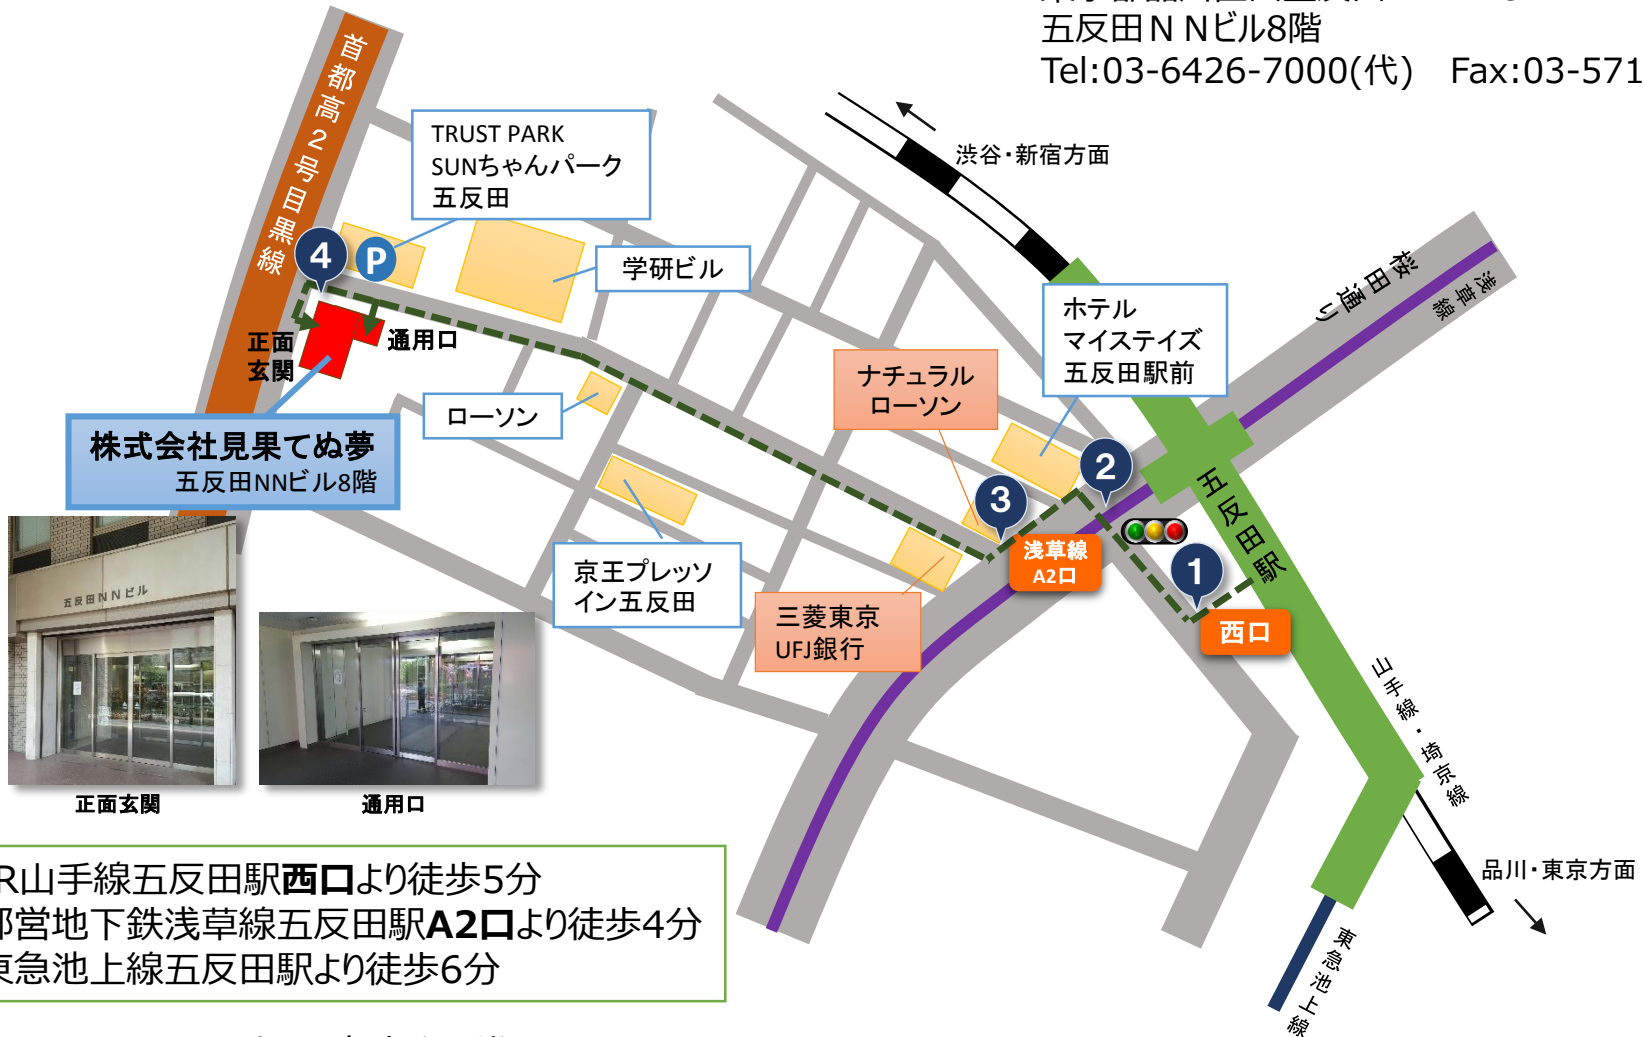 五反田ＮＮビル8階
Tel:03-6426-7000(代) Fax:03-571
首都高2号目黒線
TRUST PARK
SUNちゃんパーク
五反田
渋谷・新宿方面
4
P
学研ビル
桜田通り
浅草線
ホテル
マイステイズ
五反田駅前
正面
玄関
通用口
ナチュラル
ローソン
ローソン
株式会社見果てぬ夢
五反田NNビル8階
2
3
五反田駅
浅草線
A2口
1
京王プレッソ
イン五反田
三菱東京
UFJ銀行
西口
五反田NNビル
山手線・埼京線
正面玄関
通用口
品川・東京方面
R山手線五反田駅西口より徒歩5分
都営地下鉄浅草線五反田駅A2口より徒歩4分
東急池上線五反田駅より徒歩6分
東急池上線